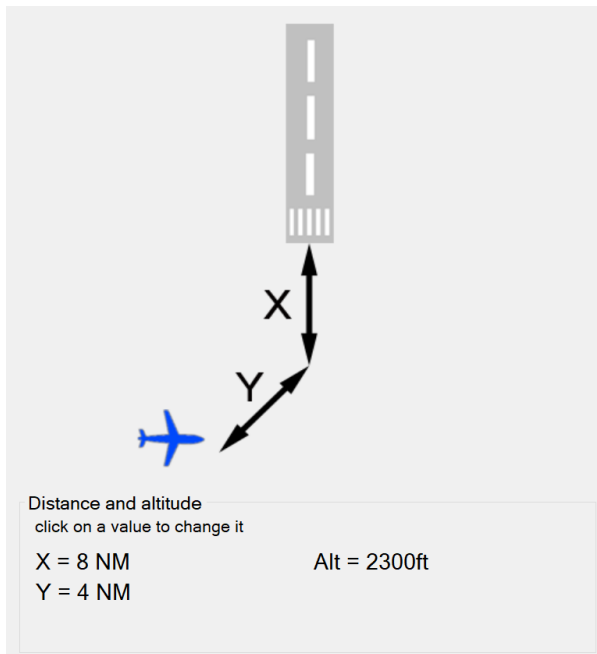 X
Y
Distance and altitude
click on a value to change it
X = 8 NM
Alt = 2300ft
Y = 4 NM